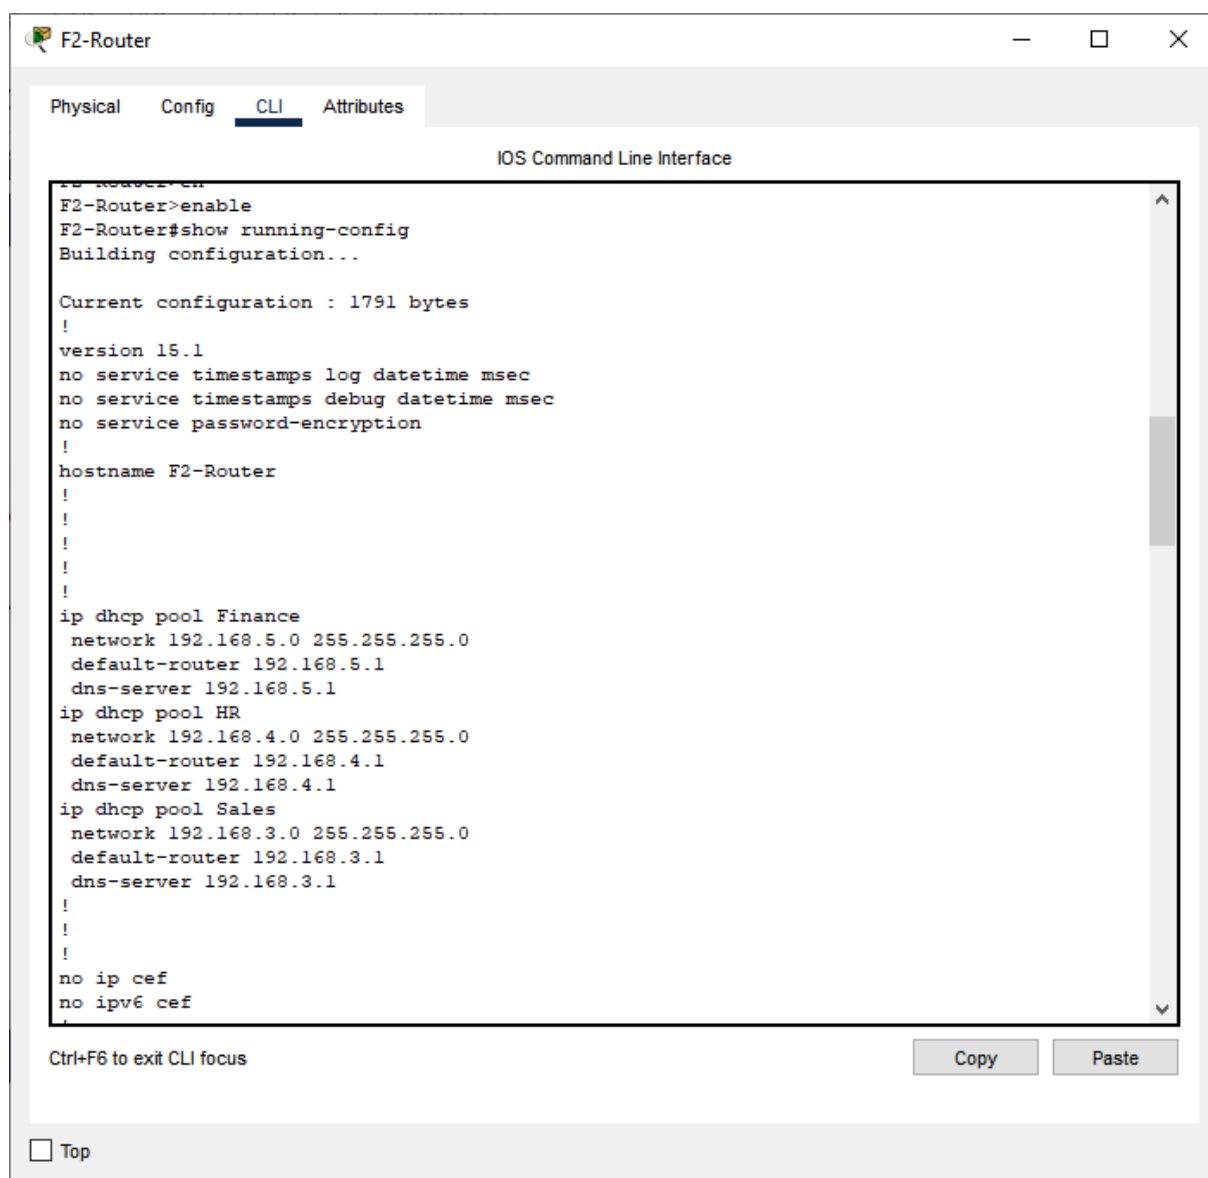 F2-Router
Physical Config CLI Attributes
IOS Command Line Interface
F2-Router>en
F2-Router>enable
F2-Router#show running-config
Building configuration...
Current configuration : 1791 bytes
!
version 15.1
no service timestamps log datetime msec
no service timestamps debug datetime msec
no service password-encryption
!
hostname F2-Router
!
!
!
!
!
ip dhcp pool Finance
 network 192.168.5.0 255.255.255.0
 default-router 192.168.5.1
 dns-server 192.168.5.1
ip dhcp pool HR
 network 192.168.4.0 255.255.255.0
 default-router 192.168.4.1
 dns-server 192.168.4.1
ip dhcp pool Sales
 network 192.168.3.0 255.255.255.0
 default-router 192.168.3.1
 dns-server 192.168.3.1
!
!
!
no ip cef
no ipv6 cef
Ctrl+F6 to exit CLI focus
Copy Paste
Top